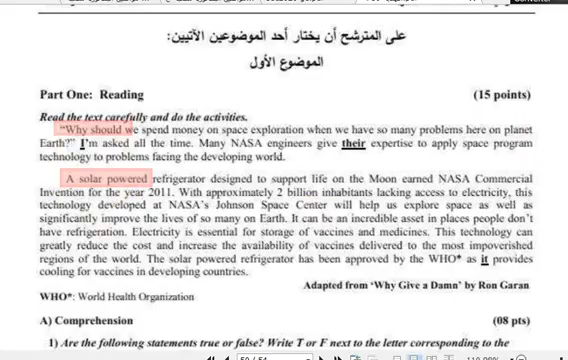 على المترشح أن يختار أحد الموضوعين الآتيين:
الموضوع الأول
Part One: Reading (15 points)
Read the text carefully and do the activities.
“Why should we spend money on space exploration when we have so many problems here on planet
Earth?” I’m asked all the time. Many NASA engineers give their expertise to apply space program
technology to problems facing the developing world.
A solar powered refrigerator designed to support life on the Moon earned NASA Commercial
Invention for the year 2011. With approximately 2 billion inhabitants lacking access to electricity, this
technology developed at NASA’s Johnson Space Center will help us explore space as well as
significantly improve the lives of so many on Earth. It can be an incredible asset in places people don’t
have refrigeration. Electricity is essential for storage of vaccines and medicines. This technology can
greatly reduce the cost and increase the availability of vaccines delivered to the most impoverished
regions of the world. The solar powered refrigerator has been approved by the WHO* as it provides
cooling for vaccines in developing countries.
Adapted from ‘Why Give a Damn’ by Ron Garan
WHO*: World Health Organization
A) Comprehension (08 pts)
1) Are the following statements true or false? Write T or F next to the letter corresponding to the
50 / 54 110.00%